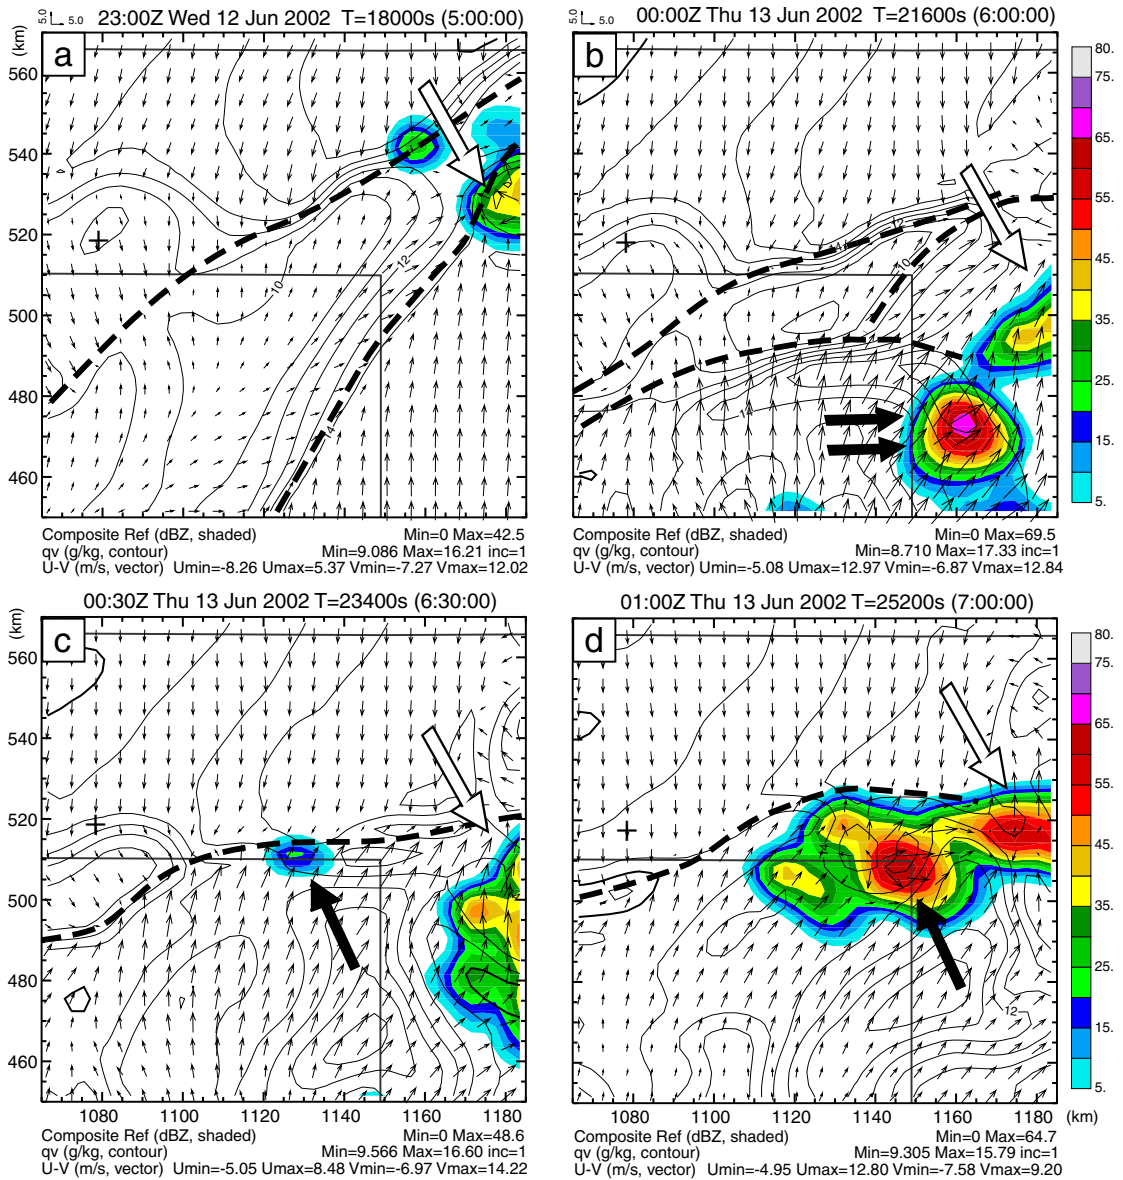 5.0 5.0
23:00Z Wed 12 Jun 2002 T=18000s (5:00:00)
5.0 5.0
00:00Z Thu 13 Jun 2002 T=21600s (6:00:00)
(km)
a
b
560
540
520
500
480
460
12
10
14
12
14
10
12
80.
75.
65.
55.
45.
35.
25.
15.
5.
Composite Ref (dBZ, shaded) Min=0 Max=42.5
qv (g/kg, contour) Min=9.086 Max=16.21 inc=1
U-V (m/s, vector) Umin=-8.26 Umax=5.37 Vmin=-7.27 Vmax=12.02
Composite Ref (dBZ, shaded) Min=0 Max=69.5
qv (g/kg, contour) Min=8.710 Max=17.33 inc=1
U-V (m/s, vector) Umin=-5.08 Umax=12.97 Vmin=-6.87 Vmax=12.84
00:30Z Thu 13 Jun 2002 T=23400s (6:30:00)
01:00Z Thu 13 Jun 2002 T=25200s (7:00:00)
(km)
c
d
560
540
520
500
480
460
12
80.
75.
65.
55.
45.
35.
25.
15.
5.
1080 1100 1120 1140 1160
1080 1100 1120 1140 1160 (km)
Composite Ref (dBZ, shaded) Min=0 Max=48.6
qv (g/kg, contour) Min=9.566 Max=16.60 inc=1
U-V (m/s, vector) Umin=-5.05 Umax=8.48 Vmin=-6.97 Vmax=14.22
Composite Ref (dBZ, shaded) Min=0 Max=64.7
qv (g/kg, contour) Min=9.305 Max=15.79 inc=1
U-V (m/s, vector) Umin=-4.95 Umax=12.80 Vmin=-7.58 Vmax=9.20